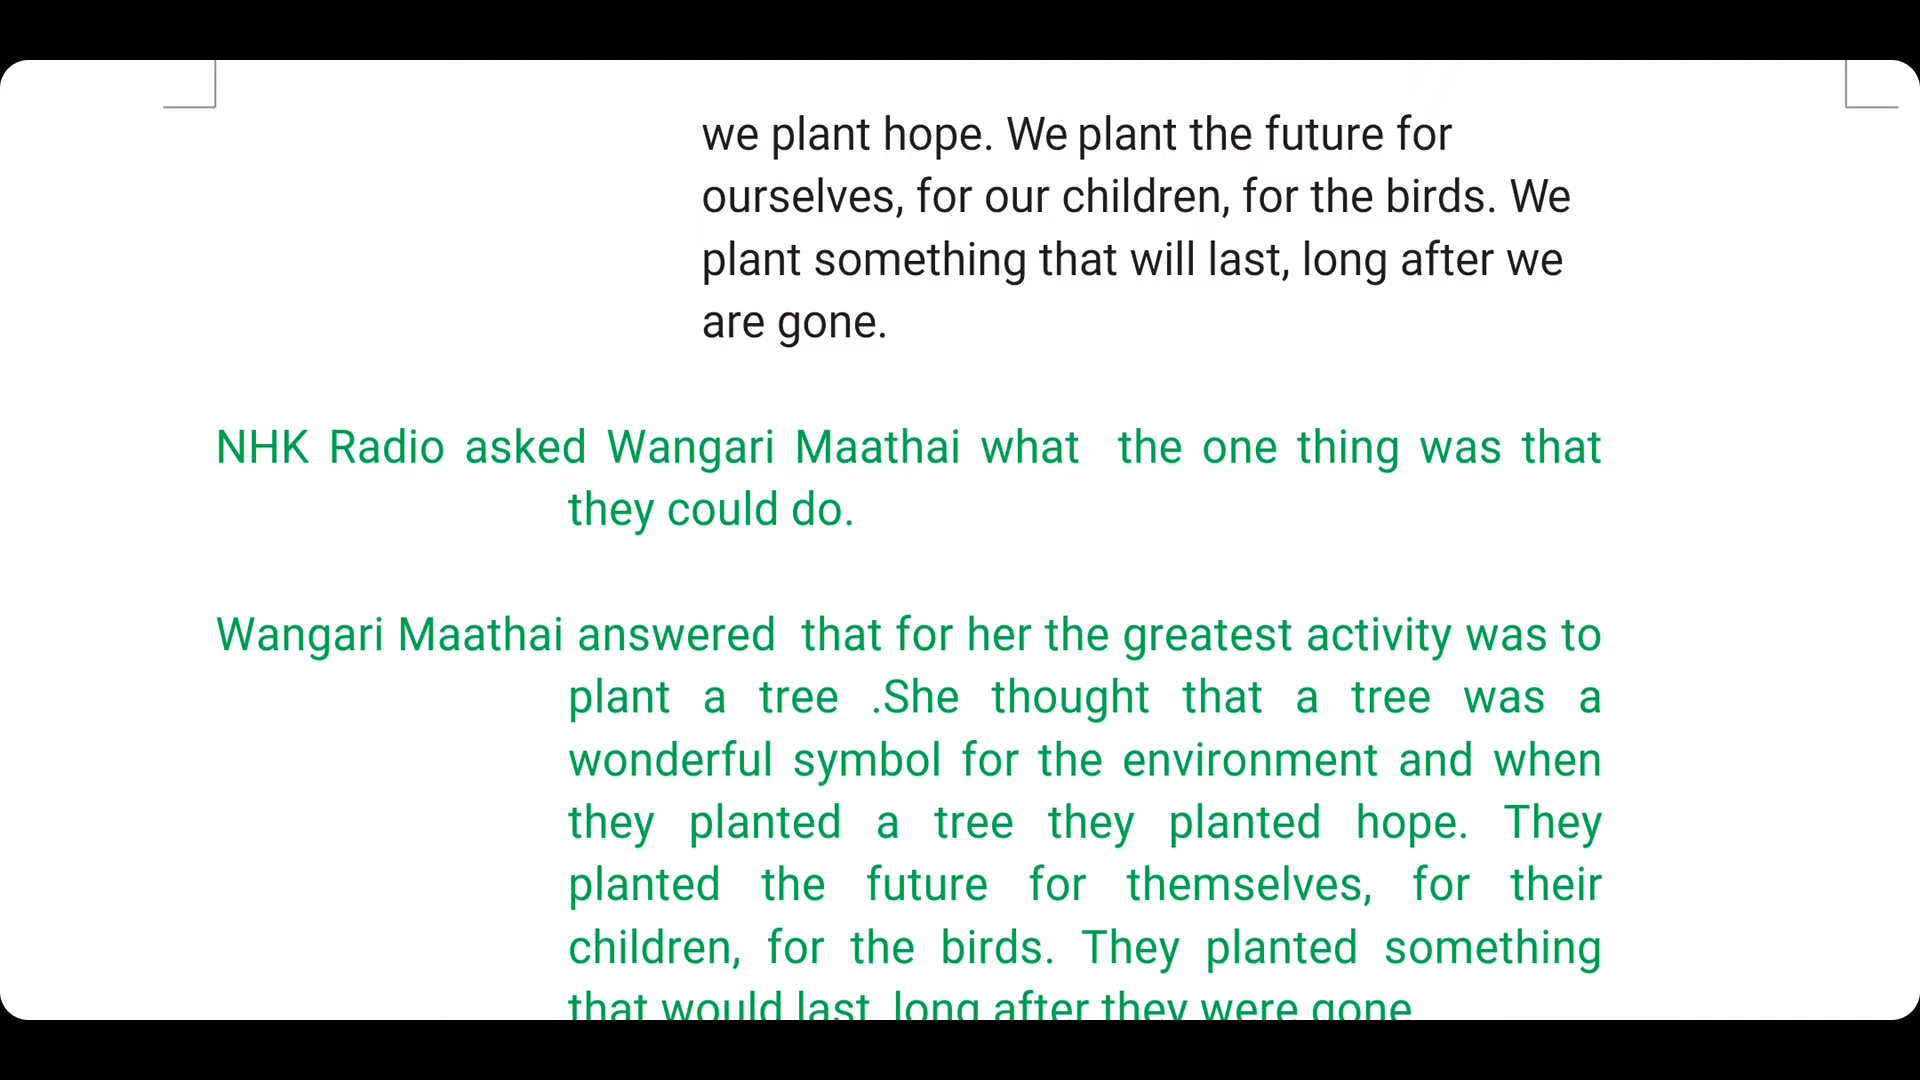 we plant hope. We plant the future for
ourselves, for our children, for the birds. We
plant something that will last, long after we
are gone.
NHK Radio asked Wangari Maathai what the one thing was that
they could do.
Wangari Maathai answered that for her the greatest activity was to
plant a tree .She thought that a tree was a
wonderful symbol for the environment and when
they planted a tree they planted hope. They
planted the future for themselves, for their
children, for the birds. They planted something
that would last, long after they were gone